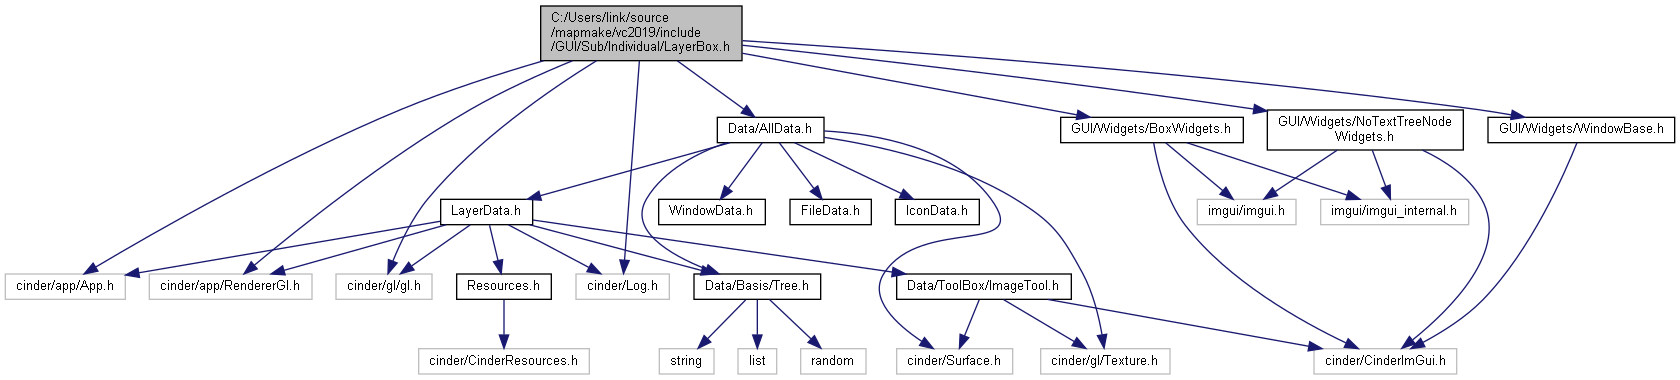 C:/Users/link/source
/mapmake/vc2019/include
/GUI/Sub/Individual/LayerBox.h
Data/AllData.h
GUI/Widgets/BoxWidgets.h
GUI/Widgets/NoTextTreeNode
Widgets.h
GUI/Widgets/WindowBase.h
LayerData.h
WindowData.h
FileData.h
IconData.h
imgui/imgui.h
imgui/imgui_internal.h
cinder/app/App.h
cinder/app/RendererGl.h
cinder/gl/gl.h
Resources.h
cinder/Log.h
Data/Basis/Tree.h
Data/ToolBox/ImageTool.h
cinder/CinderResources.h
string
list
random
cinder/Surface.h
cinder/gl/Texture.h
cinder/CinderImGui.h